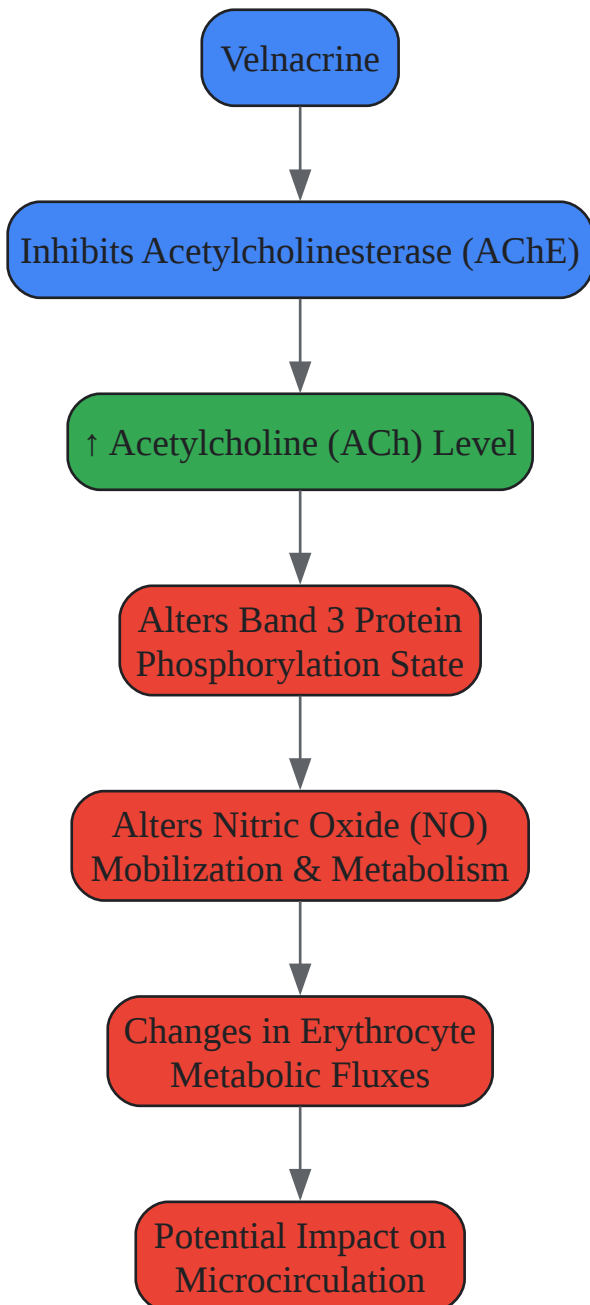 Velnacrine
Inhibits Acetylcholinesterase (AChE)
↑ Acetylcholine (ACh) Level
Alters Band 3 Protein
Phosphorylation State
Alters Nitric Oxide (NO)
Mobilization & Metabolism
Changes in Erythrocyte
Metabolic Fluxes
Potential Impact on
Microcirculation